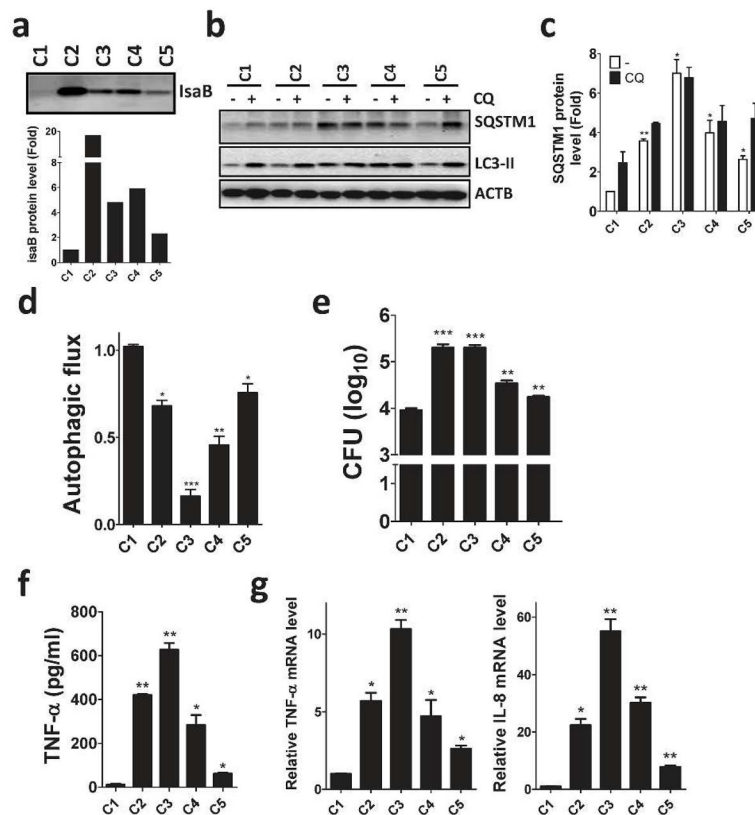 a
C1 C2 C3 C4 C5
IsaB
isaB protein level (Fold)
8
6
4
2
0
C1 C2 C3 C4 C5
b
C1 C2 C3 C4 C5
- + - + - + - + - + CQ
SQSTM1
LC3-II
ACTB
c
SQSTM1 protein level (Fold)
8
6
4
2
0
-
CQ
** * * *
C1 C2 C3 C4 C5
d
Autophagic flux
1.0
0.5
0.0
* *** ** *
C1 C2 C3 C4 C5
e
CFU (log10)
6
5
4
1
0
*** *** ** **
C1 C2 C3 C4 C5
f
TNF-α (pg/ml)
800
600
400
200
0
** ** * *
C1 C2 C3 C4 C5
g
Relative TNF-α mRNA level
10
5
0
* ** * *
C1 C2 C3 C4 C5
Relative IL-8 mRNA level
60
40
20
0
* ** ** **
C1 C2 C3 C4 C5